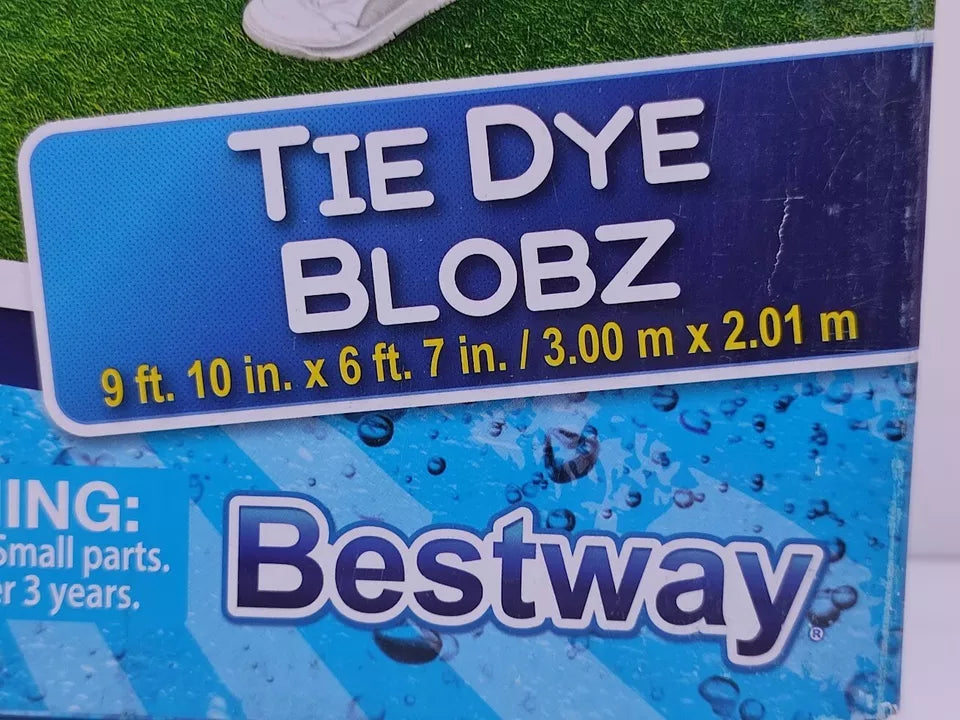 TIE DYE
BLOBZ
9 ft. 10 in. x 6 ft. 7 in. / 3.00 m x 2.01 m
ING:
Small parts.
r 3 years.
Bestway®